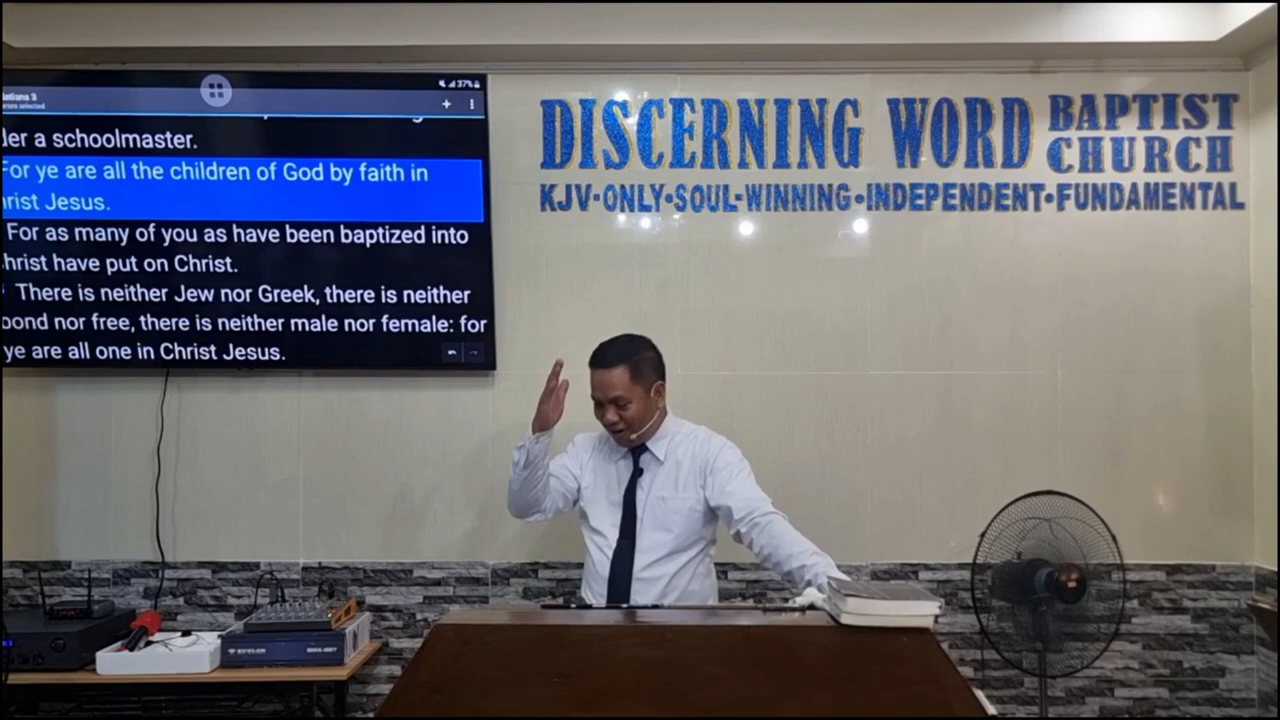 37%
lations 3
der a schoolmaster.
For ye are all the children of God by faith in
hrist Jesus.
For as many of you as have been baptized into
hrist have put on Christ.
There is neither Jew nor Greek, there is neither
bond nor free, there is neither male nor female: for
ye are all one in Christ Jesus.
DISCERNING WORD BAPTIST CHURCH
KJV-ONLY•SOUL-WINNING•INDEPENDENT•FUNDAMENTAL